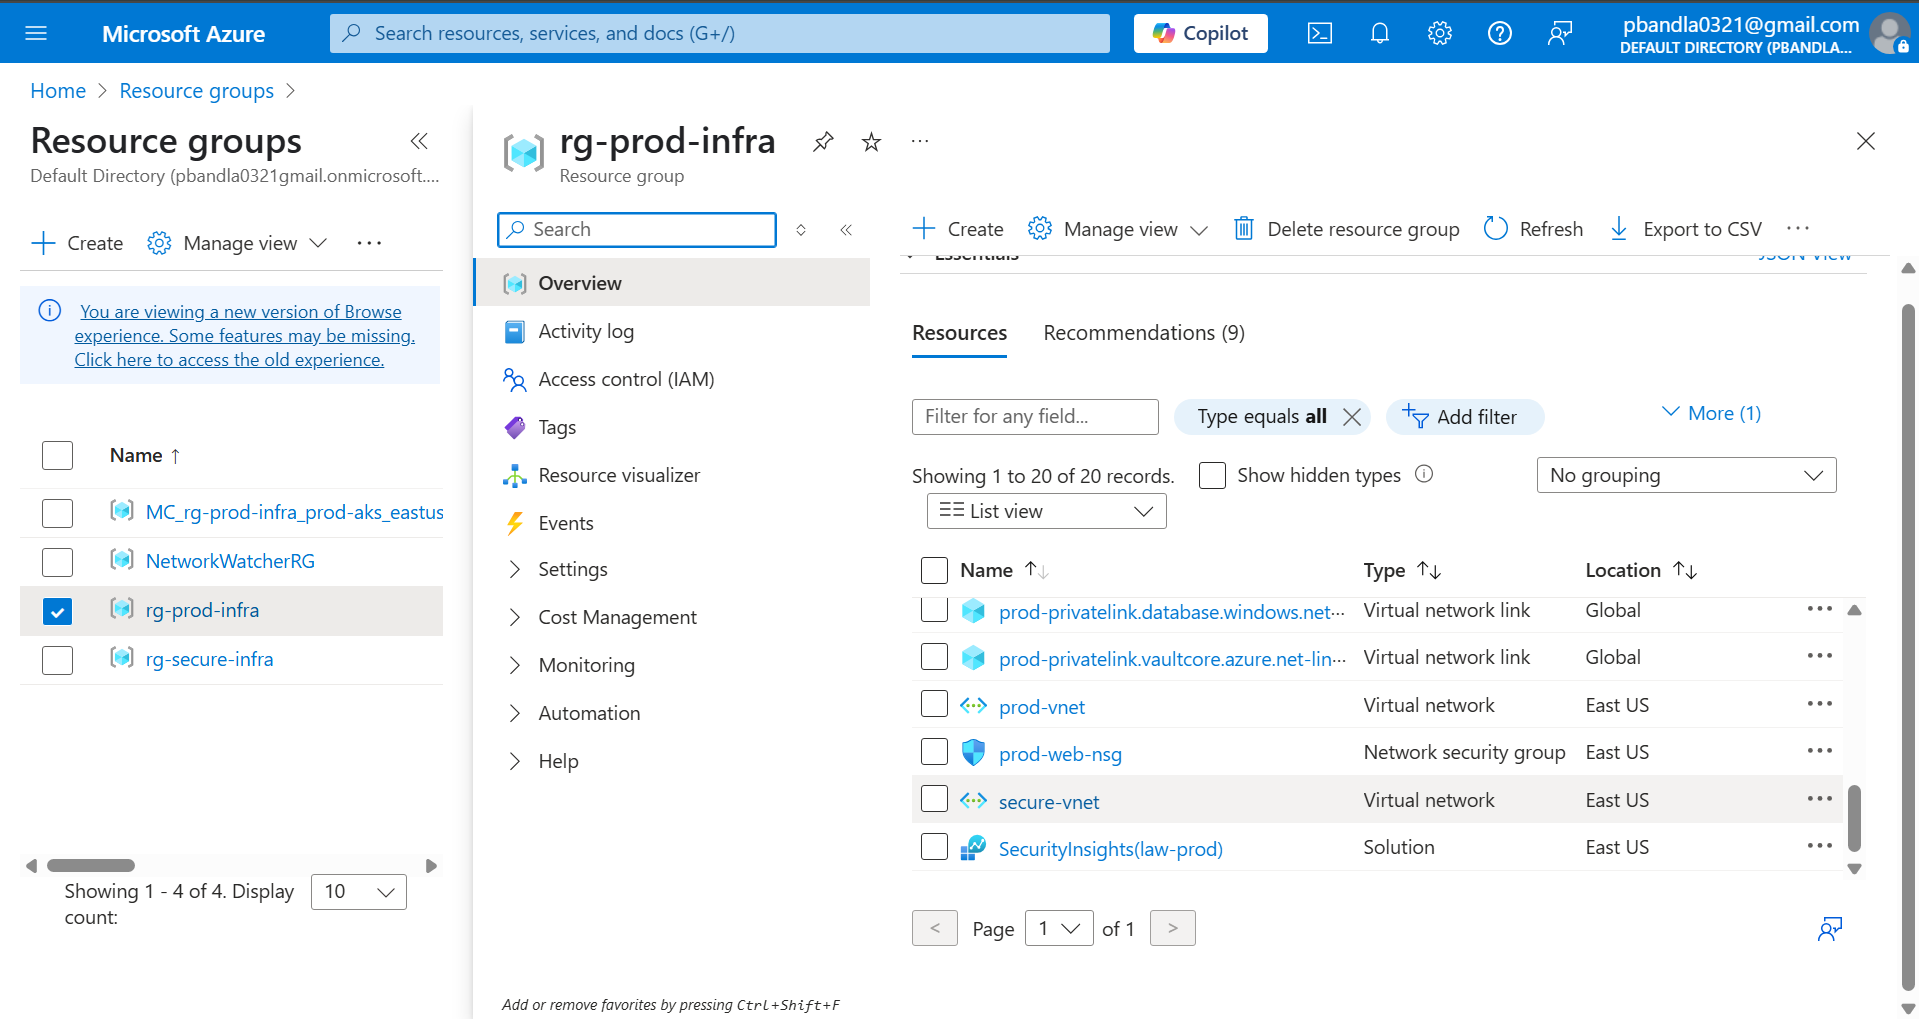 Microsoft Azure
Search resources, services, and docs (G+/)
Copilot
pbandla0321@gmail.com
DEFAULT DIRECTORY (PBANDLA...
Home > Resource groups >
Resource groups
Default Directory (pbandla0321gmail.onmicrosoft....
Create
Manage view
You are viewing a new version of Browse
experience. Some features may be missing.
Click here to access the old experience.
Name ↑
MC_rg-prod-infra_prod-aks_eastus
NetworkWatcherRG
rg-prod-infra
rg-secure-infra
Showing 1 - 4 of 4. Display
count:
10
rg-prod-infra
Resource group
Search
Overview
Activity log
Access control (IAM)
Tags
Resource visualizer
Events
Settings
Cost Management
Monitoring
Automation
Help
Add or remove favorites by pressing Ctrl+Shift+F
Create
Manage view
Delete resource group
Refresh
Export to CSV
Essentials
JSON View
Resources
Recommendations (9)
Filter for any field...
Type equals all
Add filter
More (1)
Showing 1 to 20 of 20 records.
Show hidden types
No grouping
List view
Name Type Location
prod-privatelink.database.windows.net... Virtual network link Global
prod-privatelink.vaultcore.azure.net-lin... Virtual network link Global
prod-vnet Virtual network East US
prod-web-nsg Network security group East US
secure-vnet Virtual network East US
SecurityInsights(law-prod) Solution East US
< Page 1 of 1 >